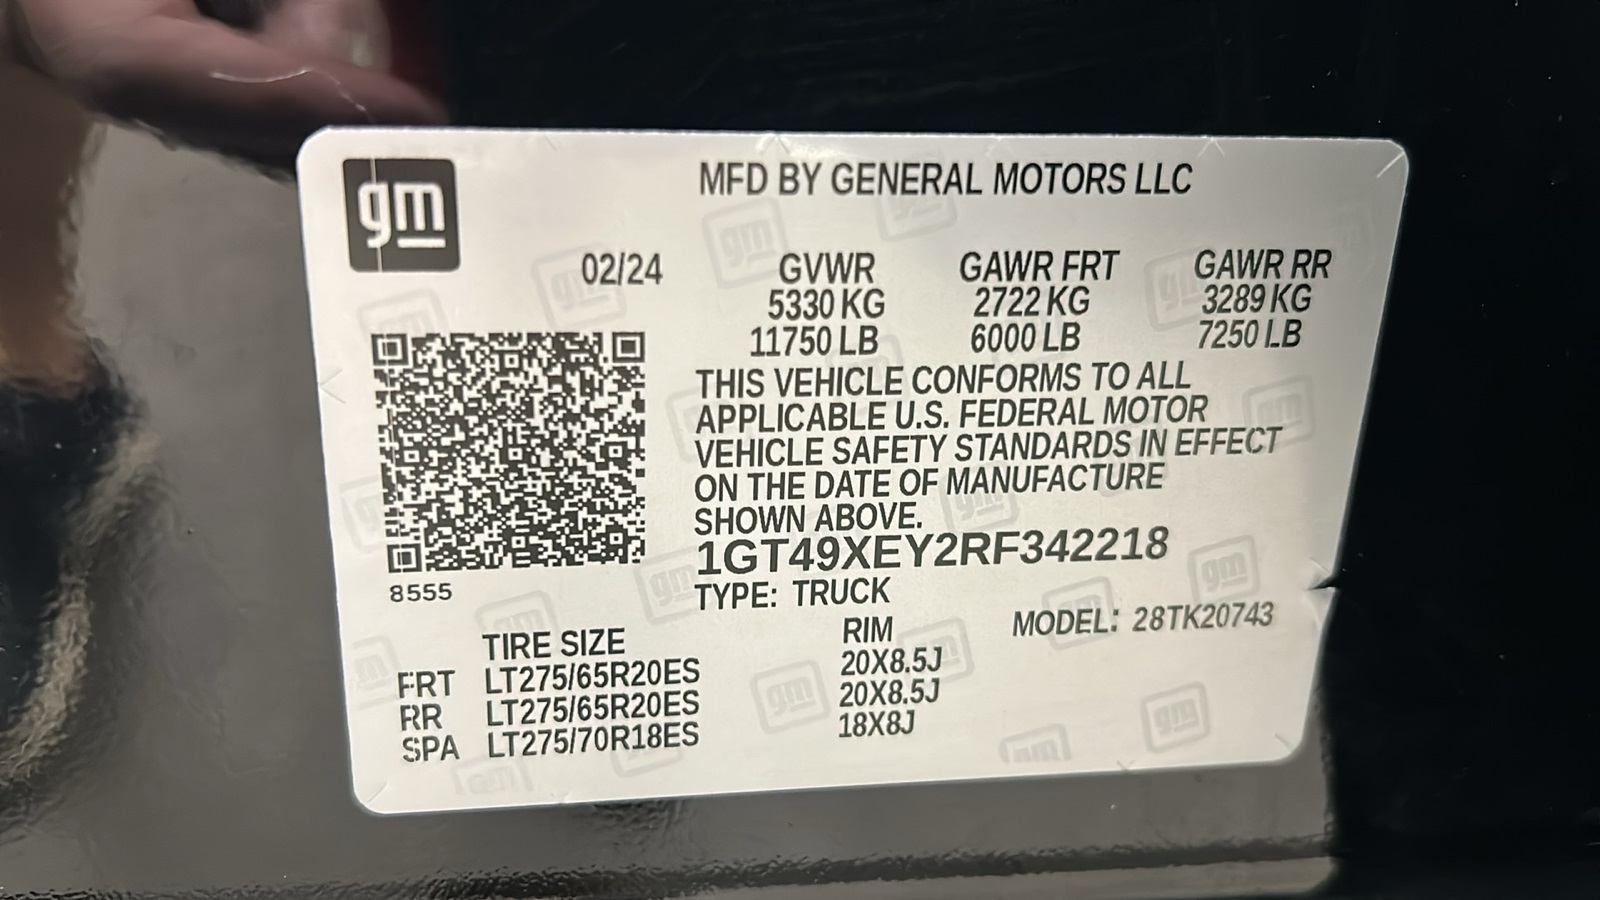 gm
MFD BY GENERAL MOTORS LLC
02/24 GVWR GAWR FRT GAWR RR
5330 KG 2722 KG 3289 KG
11750 LB 6000 LB 7250 LB
THIS VEHICLE CONFORMS TO ALL
APPLICABLE U.S. FEDERAL MOTOR
VEHICLE SAFETY STANDARDS IN EFFECT
ON THE DATE OF MANUFACTURE
SHOWN ABOVE.
1GT49XEY2RF342218
8555
TYPE: TRUCK
MODEL: 28TK20743
TIRE SIZE RIM
FRT LT275/65R20ES 20X8.5J
RR LT275/65R20ES 20X8.5J
SPA LT275/70R18ES 18X8J